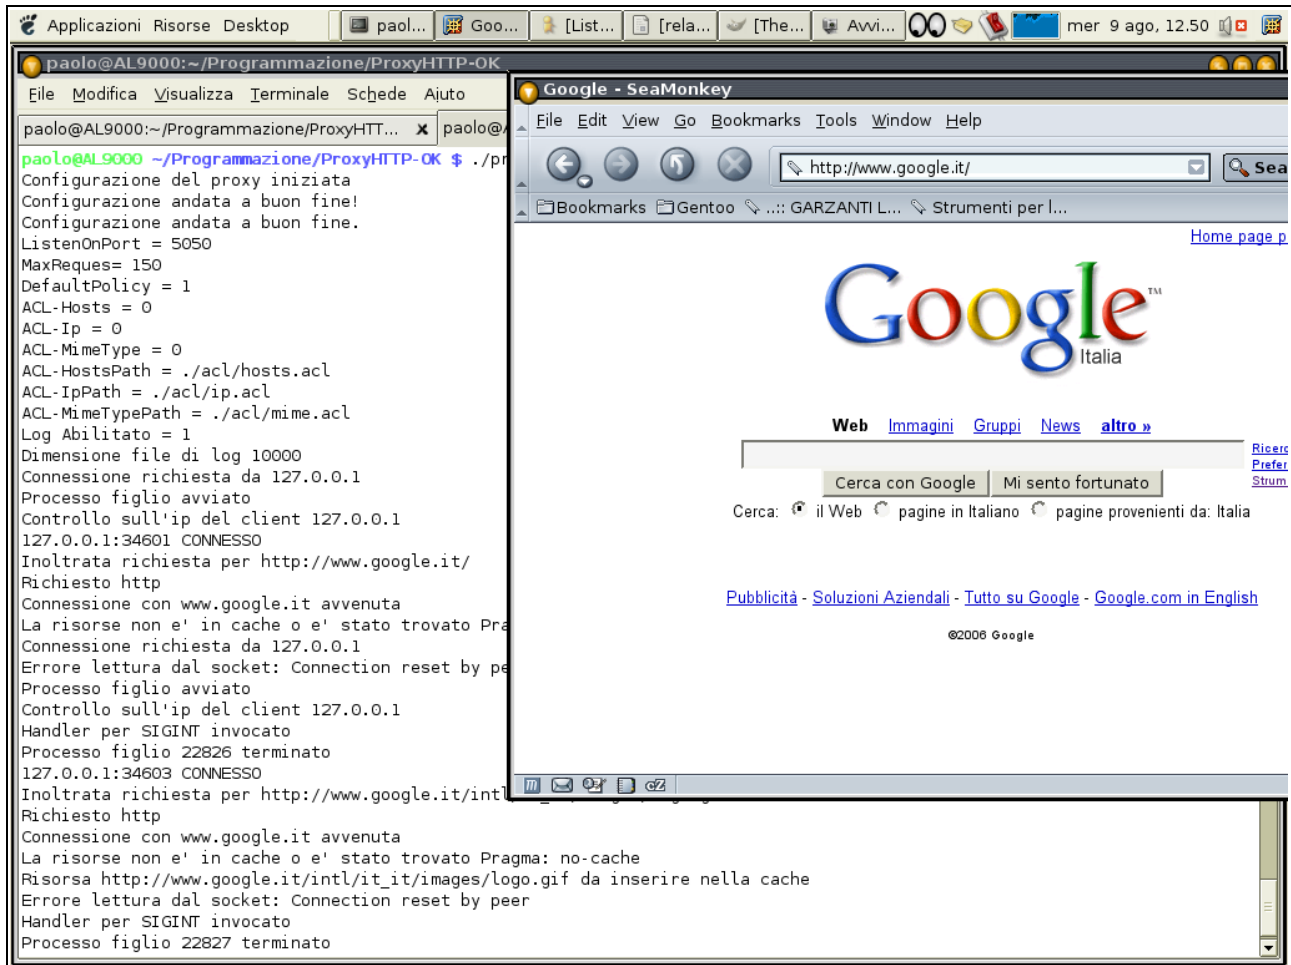 Applicazioni Risorse Desktop paol... Goo... [List... [rela... [The... Avvi... mer 9 ago, 12.50
paolo@AL9000:~/Programmazione/ProxyHTTP-OK
File Modifica Visualizza Terminale Schede Aiuto
paolo@AL9000:~/Programmazione/ProxyHTT... x paolo@
paolo@AL9000 ~/Programmazione/ProxyHTTP-OK $ ./pr
Configurazione del proxy iniziata
Configurazione andata a buon fine!
Configurazione andata a buon fine.
ListenOnPort = 5050
MaxReques= 150
DefaultPolicy = 1
ACL-Hosts = 0
ACL-Ip = 0
ACL-MimeType = 0
ACL-HostsPath = ./acl/hosts.acl
ACL-IpPath = ./acl/ip.acl
ACL-MimeTypePath = ./acl/mime.acl
Log Abilitato = 1
Dimensione file di log 10000
Connessione richiesta da 127.0.0.1
Processo figlio avviato
Controllo sull'ip del client 127.0.0.1
127.0.0.1:34601 CONNESSO
Inoltrata richiesta per http://www.google.it/
Richiesto http
Connessione con www.google.it avvenuta
La risorse non e' in cache o e' stato trovato Pra
Connessione richiesta da 127.0.0.1
Errore lettura dal socket: Connection reset by pe
Processo figlio avviato
Controllo sull'ip del client 127.0.0.1
Handler per SIGINT invocato
Processo figlio 22826 terminato
127.0.0.1:34603 CONNESSO
Inoltrata richiesta per http://www.google.it/intl
Richiesto http
Connessione con www.google.it avvenuta
La risorse non e' in cache o e' stato trovato Pragma: no-cache
Risorsa http://www.google.it/intl/it_it/images/logo.gif da inserire nella cache
Errore lettura dal socket: Connection reset by peer
Handler per SIGINT invocato
Processo figlio 22827 terminato
Google - SeaMonkey
File Edit View Go Bookmarks Tools Window Help
http://www.google.it/ Sea
Bookmarks Gentoo ..:: GARZANTI L... Strumenti per l...
Home page p
Google™
Italia
Web Immagini Gruppi News altro »
Ricerc
Prefer
Cerca con Google Mi sento fortunato Strum
Cerca: il Web pagine in Italiano pagine provenienti da: Italia
Pubblicità - Soluzioni Aziendali - Tutto su Google - Google.com in English
©2006 Google